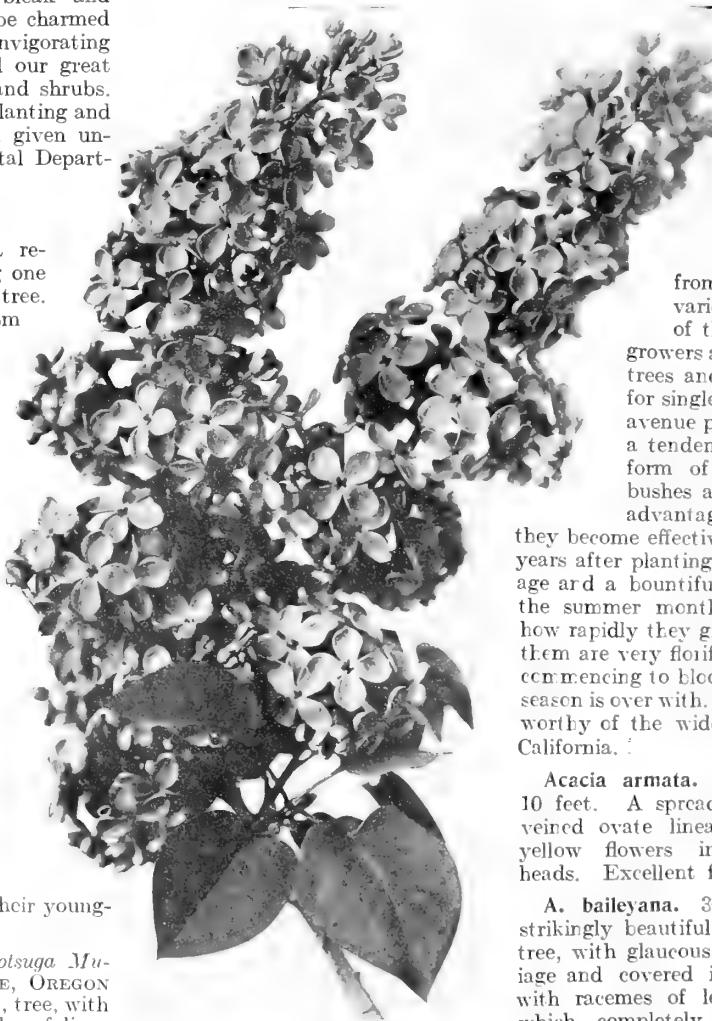 bleak and
be charmed
nvigorating
l our great
and shrubs.
lanting and
given un-
tal Depart-
re-
one
tree.
m
heir young-
otsuga Mu-
E, OREGON
, tree, with
from
vari
of t
growers a
trees and
for single
avenue p
a tenden
form of
bushes a
advantag
they become effectiv
years after planting
age ard a bountifu
the summer month
how rapidly they g
them are very florif
commencing to bloo
season is over with.
worthy of the wid
California.
Acacia armata.
10 feet. A spread
veined ovate linea
yellow flowers in
heads. Excellent f
A. baileyana. 3
strikingly beautiful
tree, with glaucous
iage and covered i
with racemes of l
which completely